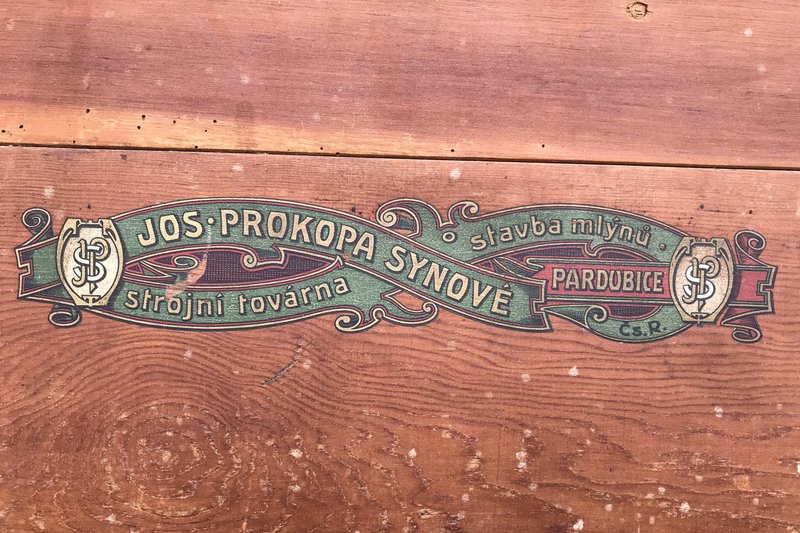 JOS. PROKOPA SYNOVÉ
strojní továrna
stavba mlýnů
PARDUBICE
Čs. R.